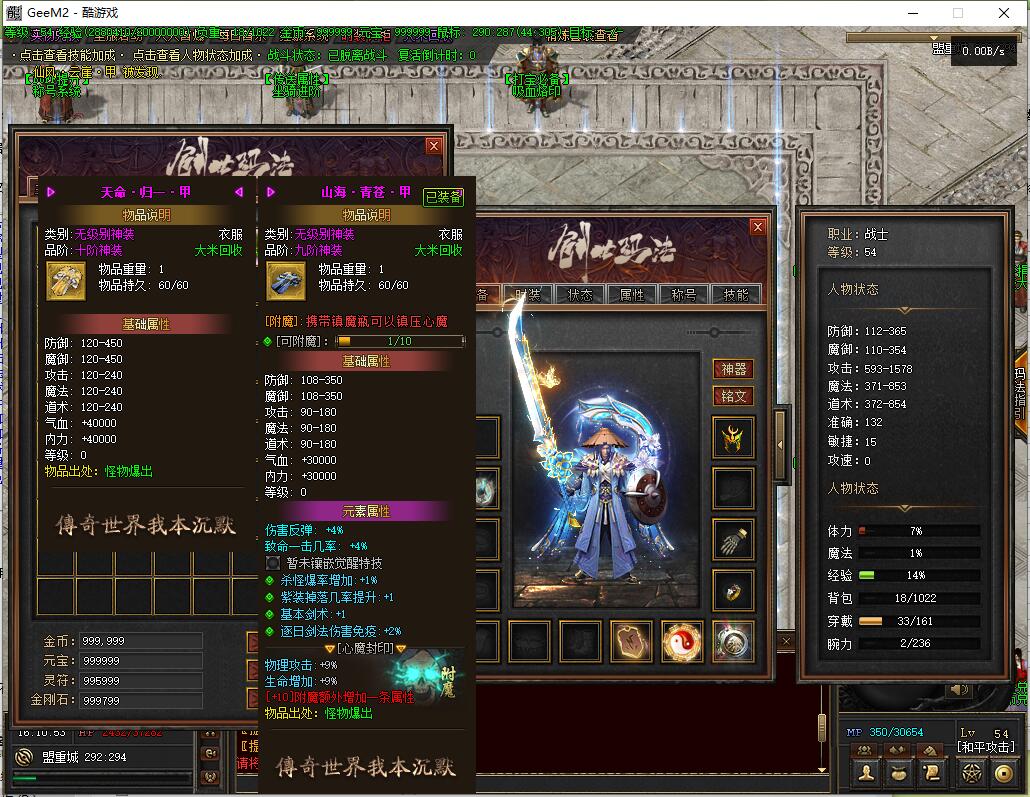 GeeM2 - 酷游戏
·点击查看技能加成· 点击查看人物状态加成· 战斗状态: 已脱离战斗 复活倒计时: 0
0.00B/s
称号系统
【传送属性】
坐骑进阶
【打宝必备】
吸血烙印
天命·归一·甲
物品说明
类别:无级别神装 衣服
品阶:十阶神装 大米回收
物品重量: 1
物品持久: 60/60
基础属性
防御: 120-450
魔御: 120-450
攻击: 120-240
魔法: 120-240
道术: 120-240
气血: +40000
内力: +40000
等级: 0
物品出处: 怪物爆出
傳奇世界我本沉默
山海·青苍·甲
已装备
物品说明
类别:无级别神装 衣服
品阶:九阶神装 大米回收
物品重量: 1
物品持久: 60/60
[附魔]:携带镇魔瓶可以镇压心魔
[可附魔]: 1/10
基础属性
防御: 108-350
魔御: 108-350
攻击: 90-180
魔法: 90-180
道术: 90-180
气血: +30000
内力: +30000
等级: 0
元素属性
伤害反弹: +4%
致命一击几率: +4%
暂未镶嵌觉醒特技
杀怪爆率增加:+1%
紫装掉落几率提升:+1
基本剑术:+1
逐日剑法伤害免疫:+2%
[心魔封印]
物理攻击:+9%
生命增加:+9%
附魔
[+10]附魔额外增加一条属性
物品出处: 怪物爆出
傳奇世界我本沉默
状态
属性
称号
技能
神器
铭文
职业: 战士
等级: 54
人物状态
防御: 112-365
魔御: 110-354
攻击: 593-1578
魔法: 371-853
道术: 372-854
准确: 132
敏捷: 15
攻速: 0
人物状态
体力 7%
魔法 1%
经验 14%
背包 18/1022
穿戴 33/161
腕力 2/236
金币: 999,999
元宝: 999999
灵符: 995999
金刚石: 999799
16:10:53 HP 2432/37282
盟重城 292:294
MP 350/30654
Lv 54
[和平攻击]
玛法指引